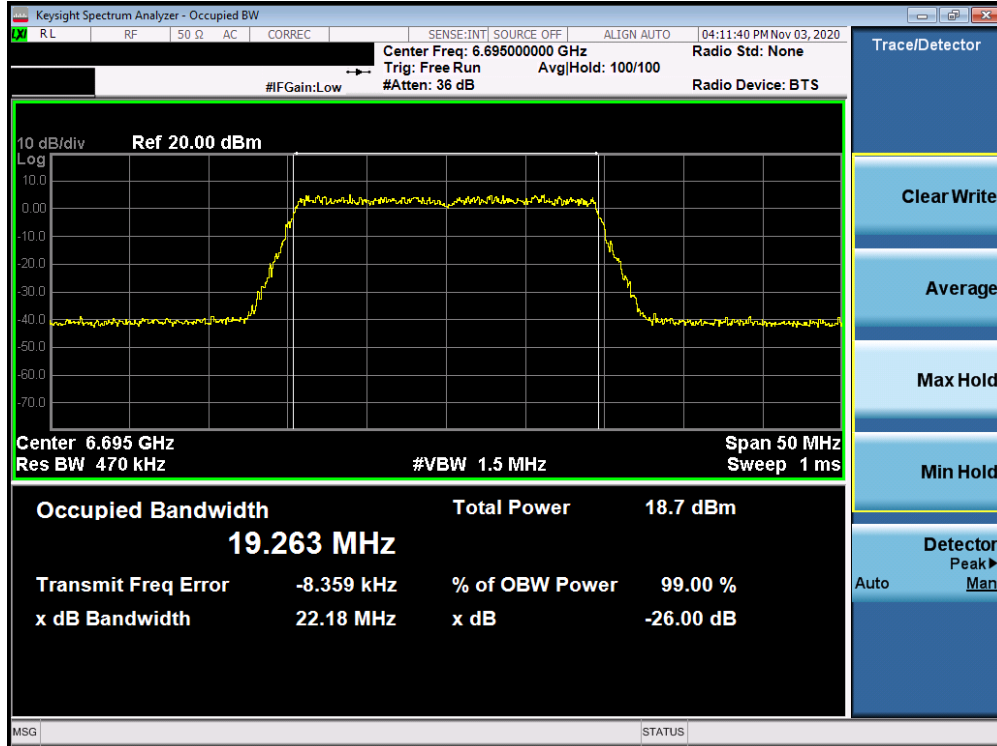 Keysight Spectrum Analyzer - Occupied BW
LXI RL RF 50 Ω AC CORREC SENSE:INT SOURCE OFF ALIGN AUTO 04:11:40 PM Nov 03, 2020
Center Freq: 6.695000000 GHz Radio Std: None
Trig: Free Run Avg|Hold: 100/100
#IFGain:Low #Atten: 36 dB Radio Device: BTS
10 dB/div Ref 20.00 dBm
Log
10.0
0.00
-10.0
-20.0
-30.0
-40.0
-50.0
-60.0
-70.0
Center 6.695 GHz Span 50 MHz
Res BW 470 kHz #VBW 1.5 MHz Sweep 1 ms
Occupied Bandwidth Total Power 18.7 dBm
19.263 MHz
Transmit Freq Error -8.359 kHz % of OBW Power 99.00 %
x dB Bandwidth 22.18 MHz x dB -26.00 dB
MSG STATUS
Trace/Detector
Clear Write
Average
Max Hold
Min Hold
Detector
Peak▶
Auto Man